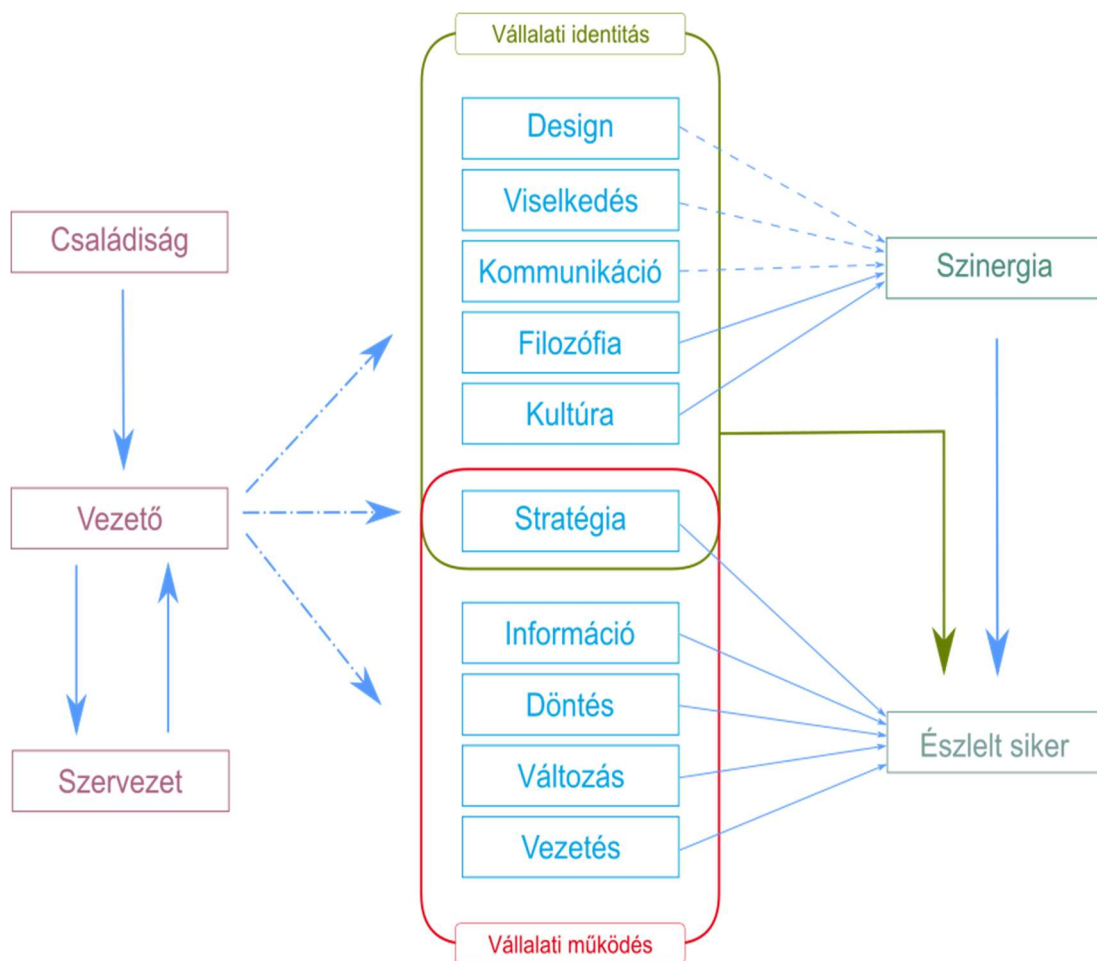 Vállalati identitás
Design
Viselkedés
Kommunikáció
Filozófia
Kultúra
Stratégia
Információ
Döntés
Változás
Vezetés
Vállalati működés
Családiság
Vezető
Szervezet
Szinergia
Észlelt siker